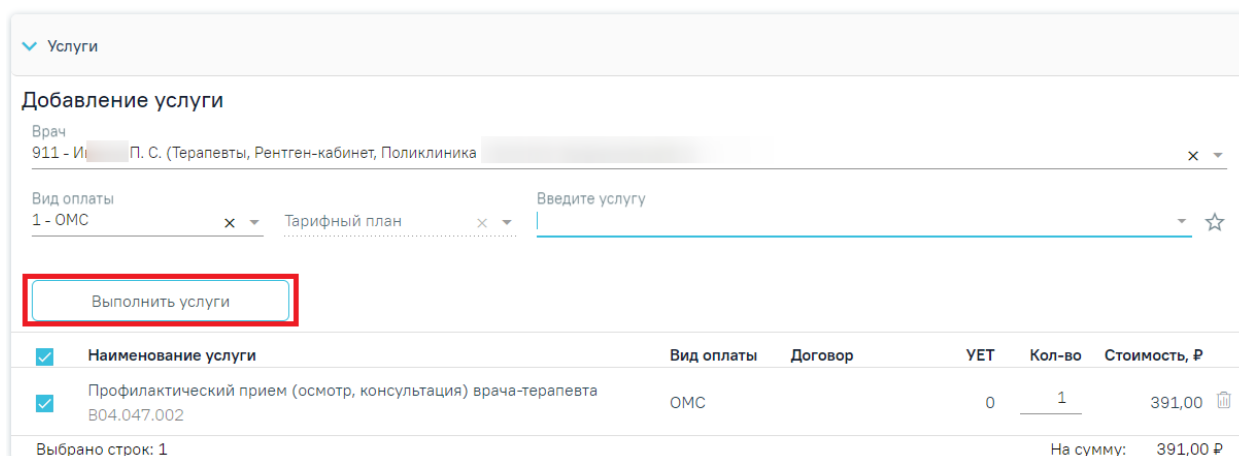 Услуги
Добавление услуги
Врач
911 - И П. С. (Терапевты, Рентген-кабинет, Поликлиника
Вид оплаты
1 - ОМС
Тарифный план
Введите услугу
Выполнить услуги
Наименование услуги Вид оплаты Договор УЕТ Кол-во Стоимость, ₽
Профилактический прием (осмотр, консультация) врача-терапевта
B04.047.002
ОМС 0 1 391,00
Выбрано строк: 1 На сумму: 391,00 ₽